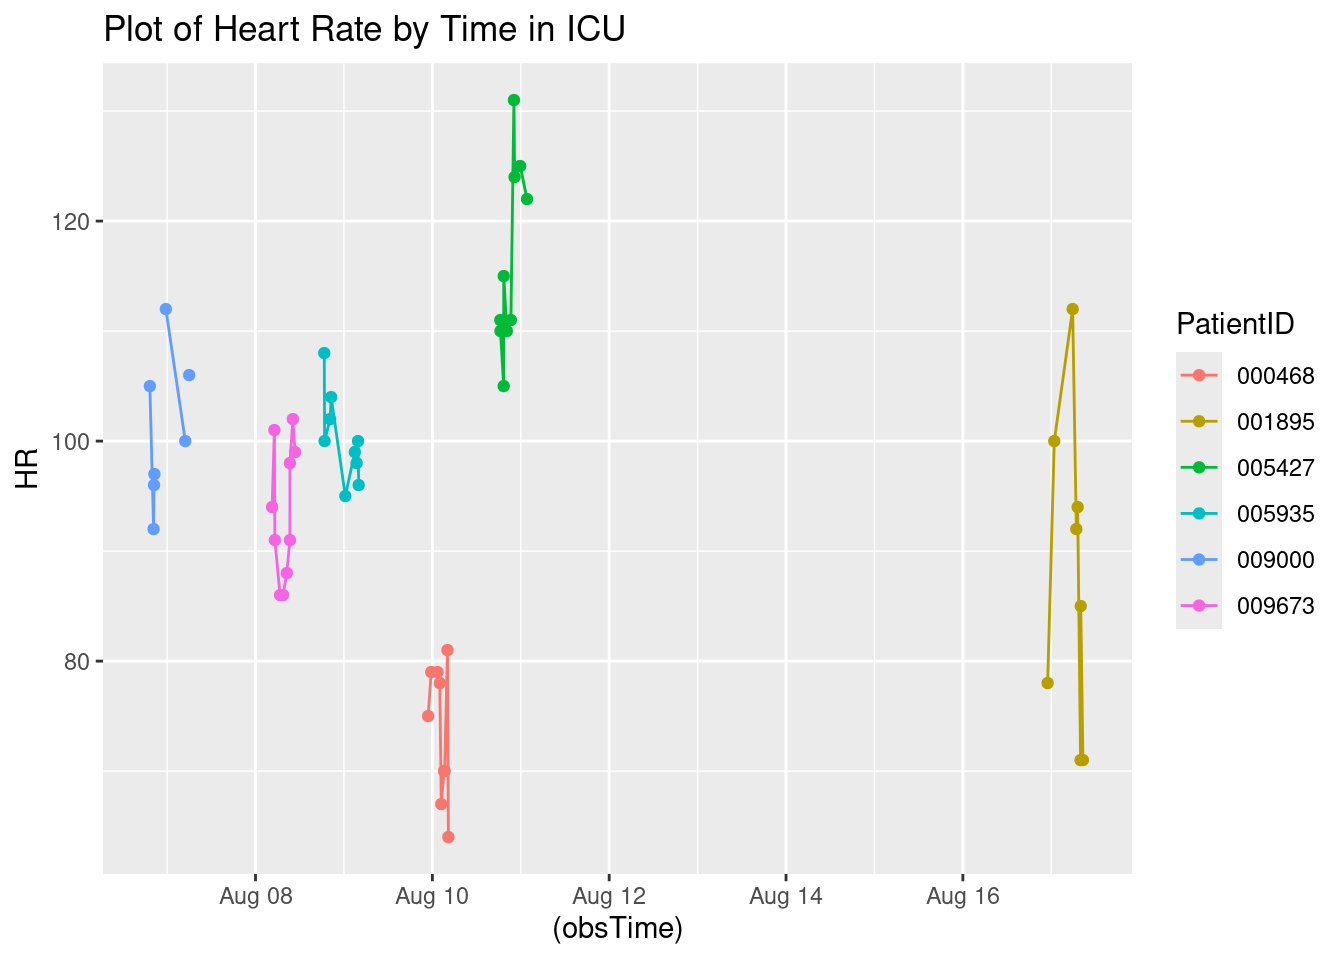 Plot of Heart Rate by Time in ICU
120
100
80
HR
Aug 08
Aug 10
Aug 12
Aug 14
Aug 16
(obsTime)
PatientID
000468
001895
005427
005935
009000
009673